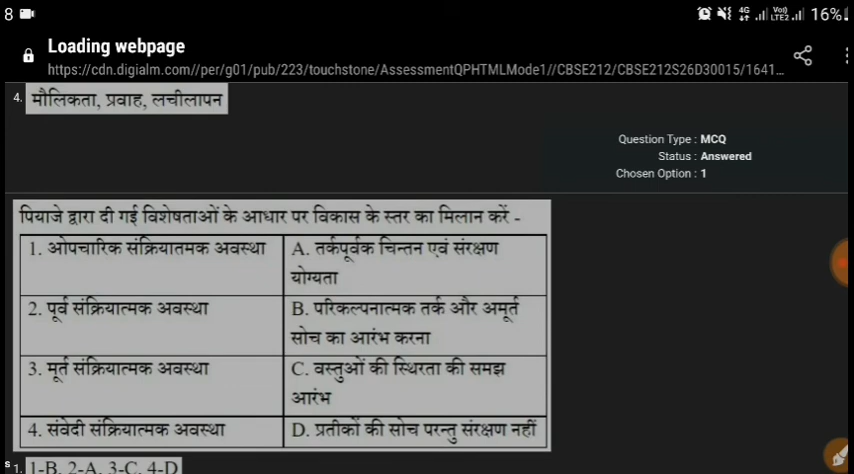 8
4G
Vo))
LTE2
16%
Loading webpage
https://cdn.digialm.com//per/g01/pub/223/touchstone/AssessmentQPHTMLMode1//CBSE212/CBSE212S26D30015/1641...
4. मौलिकता, प्रवाह, लचीलापन
Question Type : MCQ
Status : Answered
Chosen Option : 1
पियाजे द्वारा दी गई विशेषताओं के आधार पर विकास के स्तर का मिलान करें -
1. ओपचारिक संक्रियातमक अवस्था
A. तर्कपूर्वक चिन्तन एवं संरक्षण
योग्यता
2. पूर्व संक्रियात्मक अवस्था
B. परिकल्पनात्मक तर्क और अमूर्त
सोच का आरंभ करना
3. मूर्त संक्रियात्मक अवस्था
C. वस्तुओं की स्थिरता की समझ
आरंभ
4. संवेदी संक्रियात्मक अवस्था
D. प्रतीकों की सोच परन्तु संरक्षण नहीं
s 1. 1-B, 2-A, 3-C, 4-D